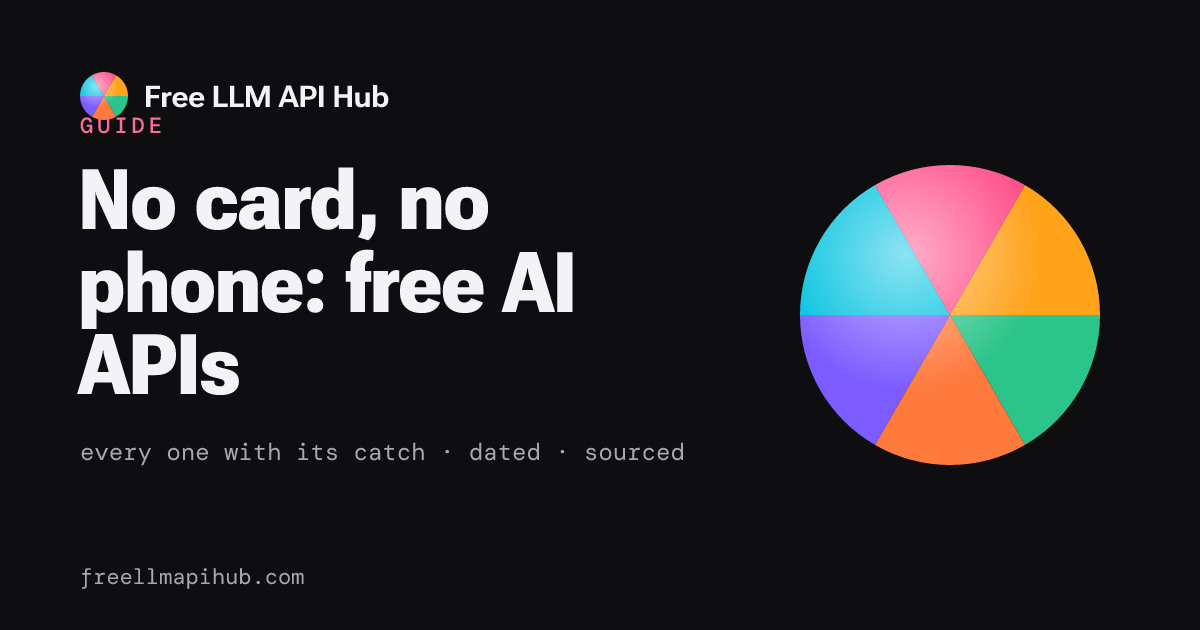 Free LLM API Hub
GUIDE
No card, no
phone: free AI
APIs
every one with its catch · dated · sourced
freellmapihub.com